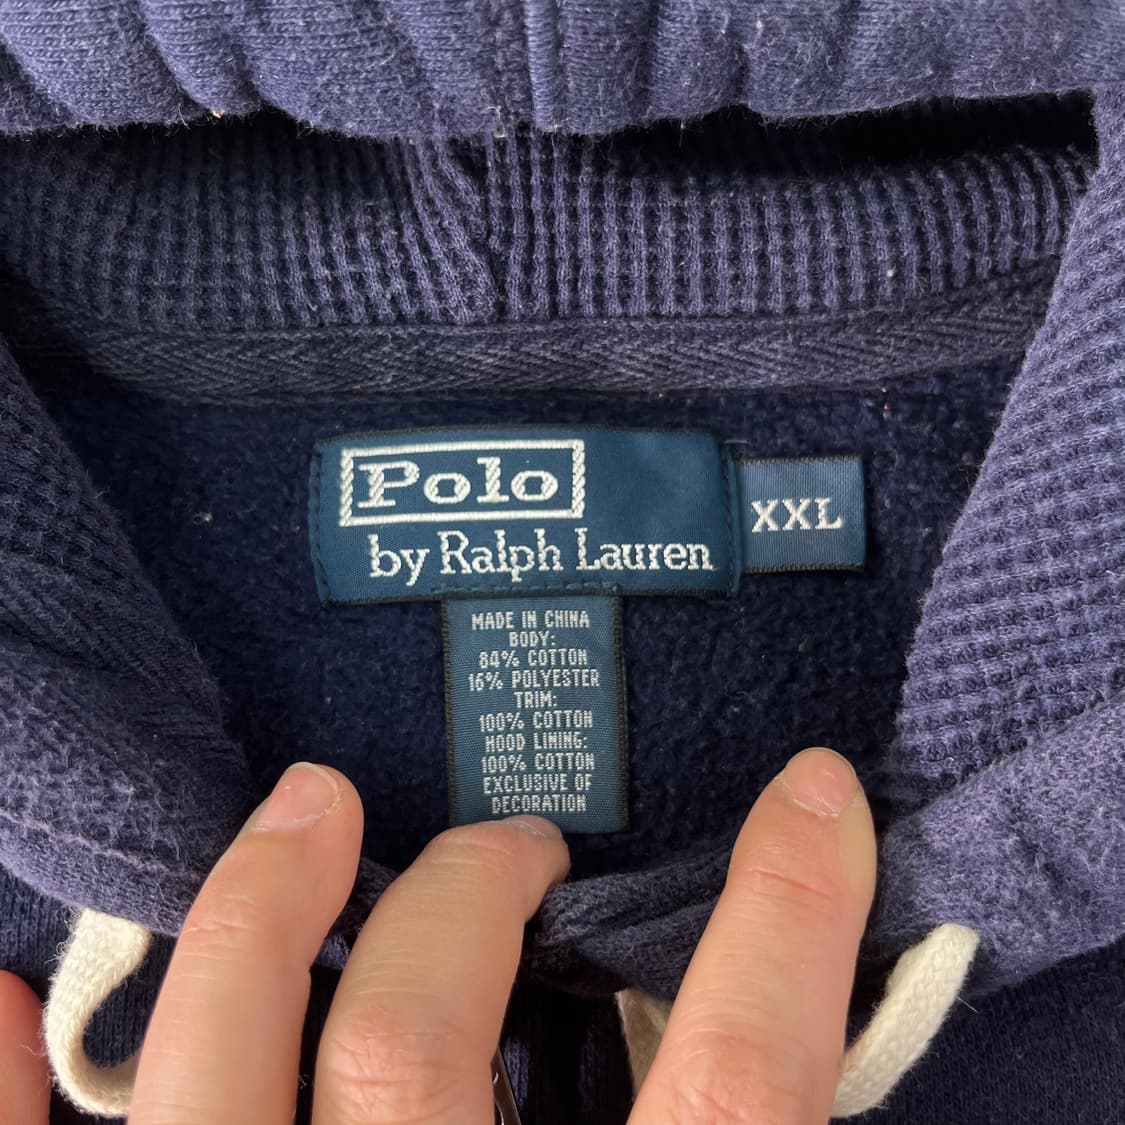 Polo
by Ralph Lauren
XXL
MADE IN CHINA
BODY:
84% COTTON
16% POLYESTER
TRIM:
100% COTTON
HOOD LINING:
100% COTTON
EXCLUSIVE OF
DECORATION